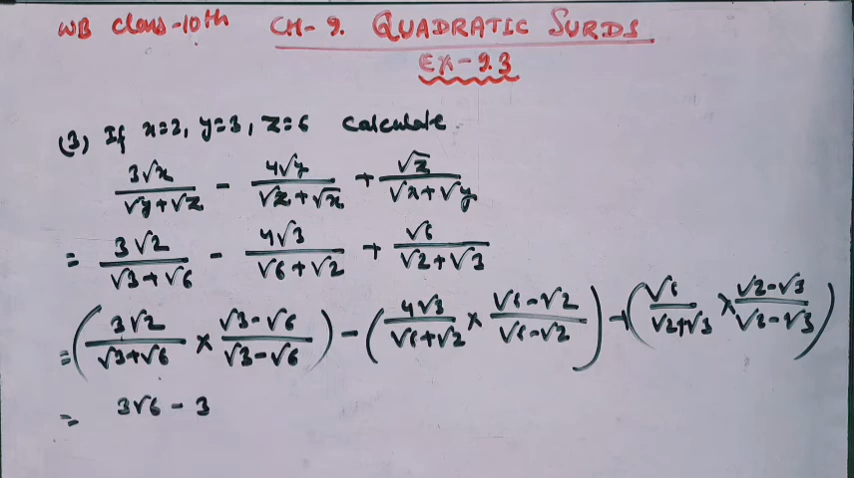 WB class-10th CH-9. QUADRATIC SURDS
EX-9.3
(3) If x=2, y=3, z=6 calculate
3√x/(√y+√z) - 4√y/(√z+√x) + √z/(√x+√y)
= 3√2/(√3+√6) - 4√3/(√6+√2) + √6/(√2+√3)
= (3√2/(√3+√6) × (√3-√6)/(√3-√6)) - (4√3/(√6+√2) × (√6-√2)/(√6-√2)) + (√6/(√2+√3) × (√2-√3)/(√2-√3))
= 3√6 - 3